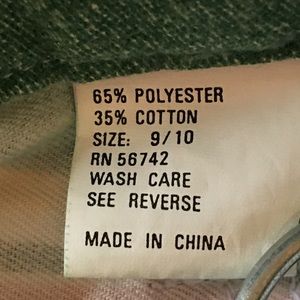 65% POLYESTER
35% COTTON
SIZE: 9/10
RN 56742
WASH CARE
SEE REVERSE
MADE IN CHINA